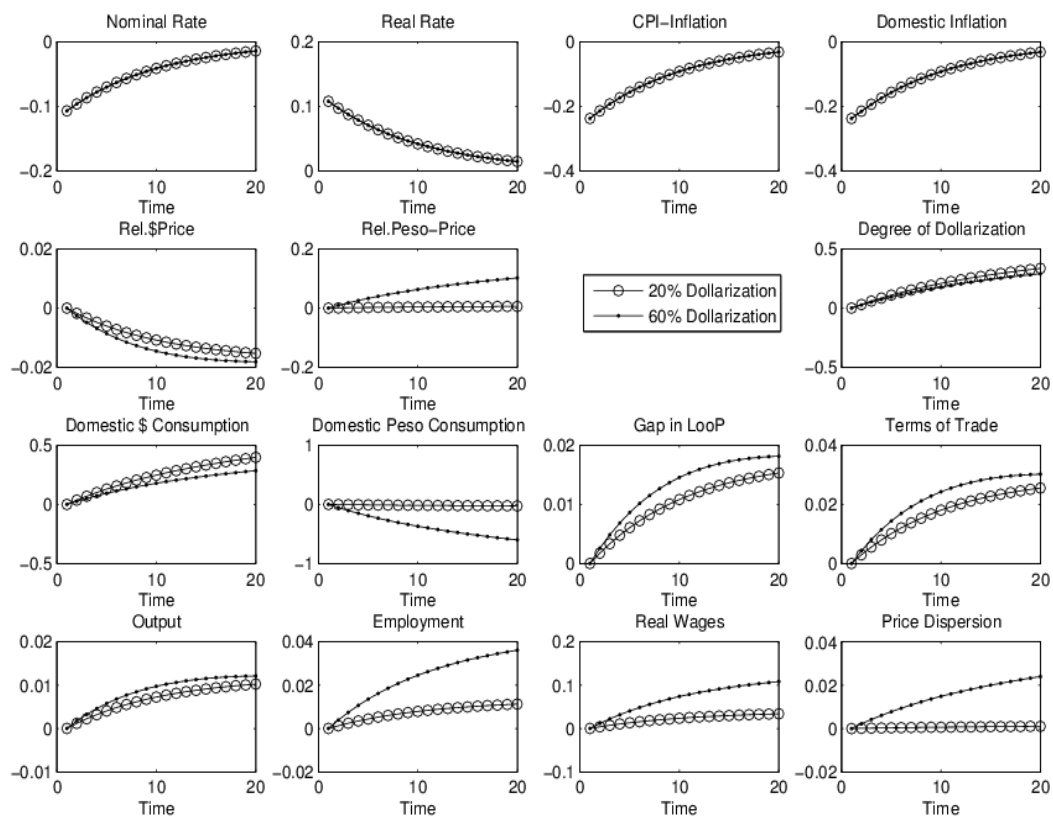 Nominal Rate
0
−0.1
−0.2
0
10
20
Time
Real Rate
0.2
0.1
0
0
10
20
Time
CPI−Inflation
0
−0.2
−0.4
0
10
20
Time
Domestic Inflation
0
−0.2
−0.4
0
10
20
Time
Rel.$Price
0.02
0
−0.02
0
10
20
Time
Rel.Peso−Price
0.2
0
−0.2
0
10
20
Time
20% Dollarization
60% Dollarization
Degree of Dollarization
0.5
0
−0.5
0
10
20
Time
Domestic $ Consumption
0.5
0
−0.5
0
10
20
Time
Domestic Peso Consumption
1
0
−1
0
10
20
Time
Gap in LooP
0.02
0.01
0
0
10
20
Time
Terms of Trade
0.04
0.02
0
0
10
20
Time
Output
0.02
0.01
0
−0.01
0
10
20
Time
Employment
0.04
0.02
0
−0.02
0
10
20
Time
Real Wages
0.2
0.1
0
−0.1
0
10
20
Time
Price Dispersion
0.04
0.02
0
−0.02
0
10
20
Time